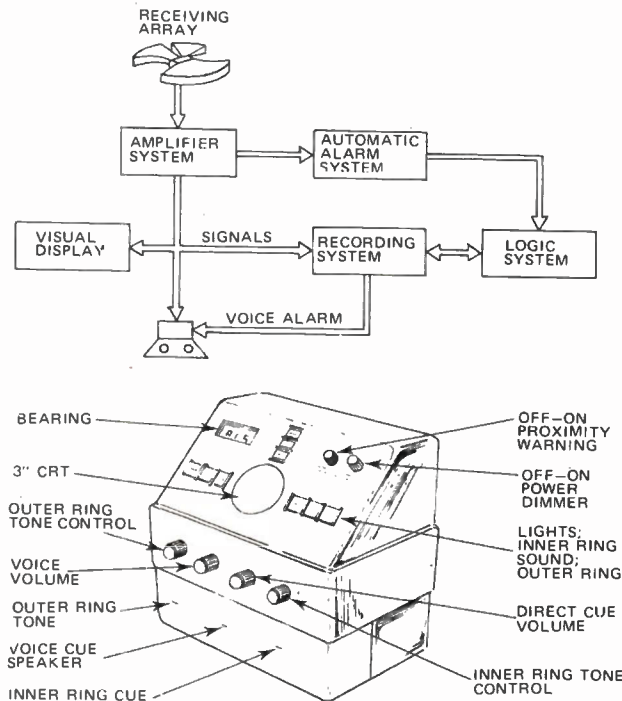 RECEIVING
ARRAY
AMPLIFIER
SYSTEM
AUTOMATIC
ALARM
SYSTEM
VISUAL
DISPLAY
SIGNALS
RECORDING
SYSTEM
LOGIC
SYSTEM
VOICE ALARM
BEARING
3" CRT
OUTER RING
TONE CONTROL
VOICE
VOLUME
OUTER RING
TONE
VOICE CUE
SPEAKER
INNER RING CUE
OFF–ON
PROXIMITY
WARNING
OFF–ON
POWER
DIMMER
LIGHTS;
INNER RING
SOUND;
OUTER RING
DIRECT CUE
VOLUME
INNER RING TONE
CONTROL